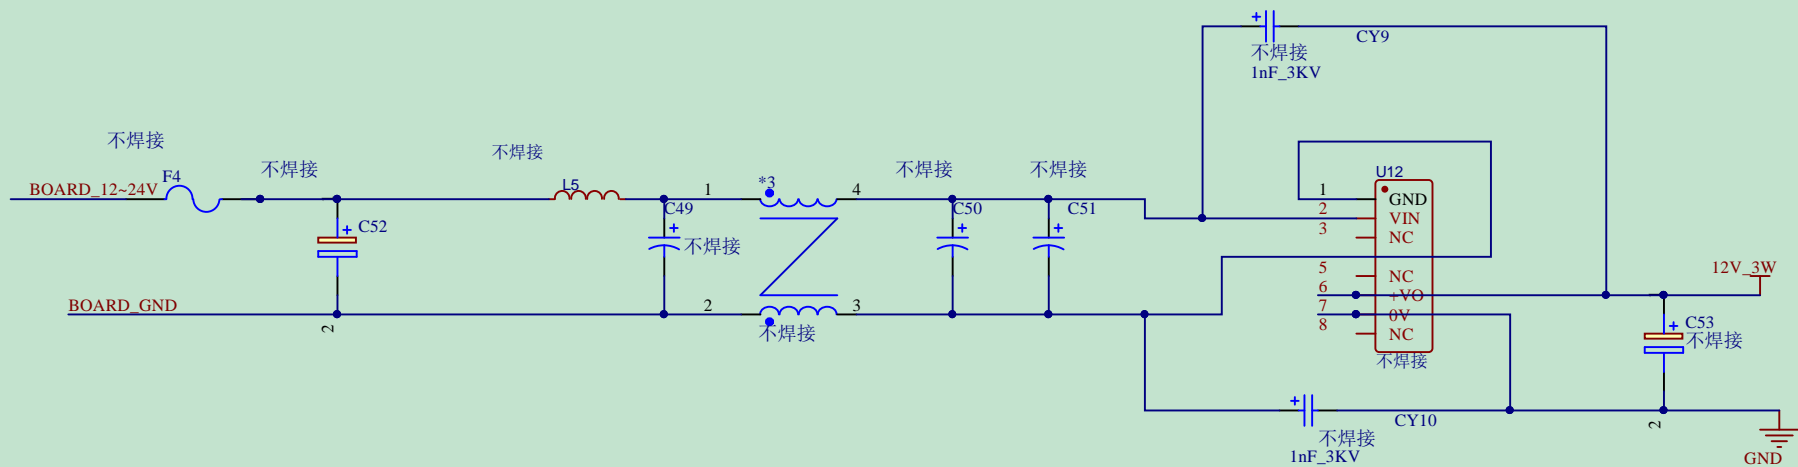 CY9
不焊接
1nF_3KV
不焊接
F4
BOARD_12~24V
不焊接
C52
2
BOARD_GND
不焊接
L5
C49
不焊接
1
*3
4
2
3
不焊接
不焊接
C50
不焊接
C51
U12
1
GND
2
VIN
3
NC
5
NC
6
+VO
7
0V
8
NC
不焊接
12V_3W
C53
不焊接
2
CY10
不焊接
1nF_3KV
GND